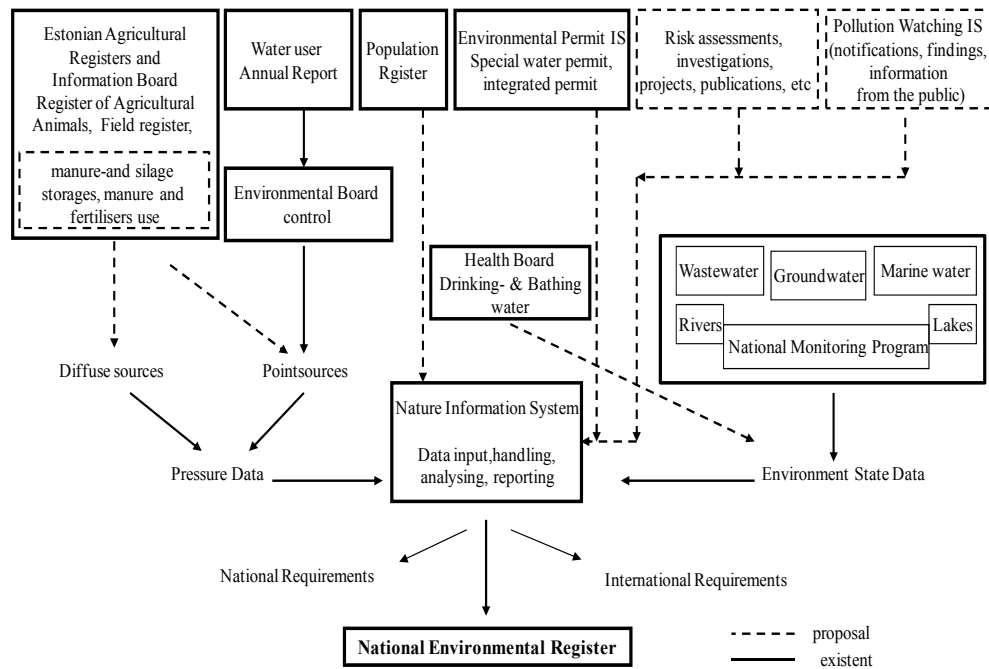 Estonian Agricultural
Registers and
Information Board
Register of Agricultural
Animals, Field register,
manure-and silage
storages, manure and
fertilisers use
Water user
Annual Report
Population
Rgister
Environmental Permit IS
Special water permit,
integrated permit
Risk assessments,
investigations,
projects, publications, etc
Pollution Watching IS
(notifications, findings,
information
from the public)
Environmental Board
control
Health Board
Drinking- & Bathing
water
Wastewater
Groundwater
Marine water
Rivers
Lakes
National Monitoring Program
Diffuse sources
Pointsources
Nature Information System
Data input,handling,
analysing, reporting
Pressure Data
Environment State Data
National Requirements
International Requirements
National Environmental Register
proposal
existent